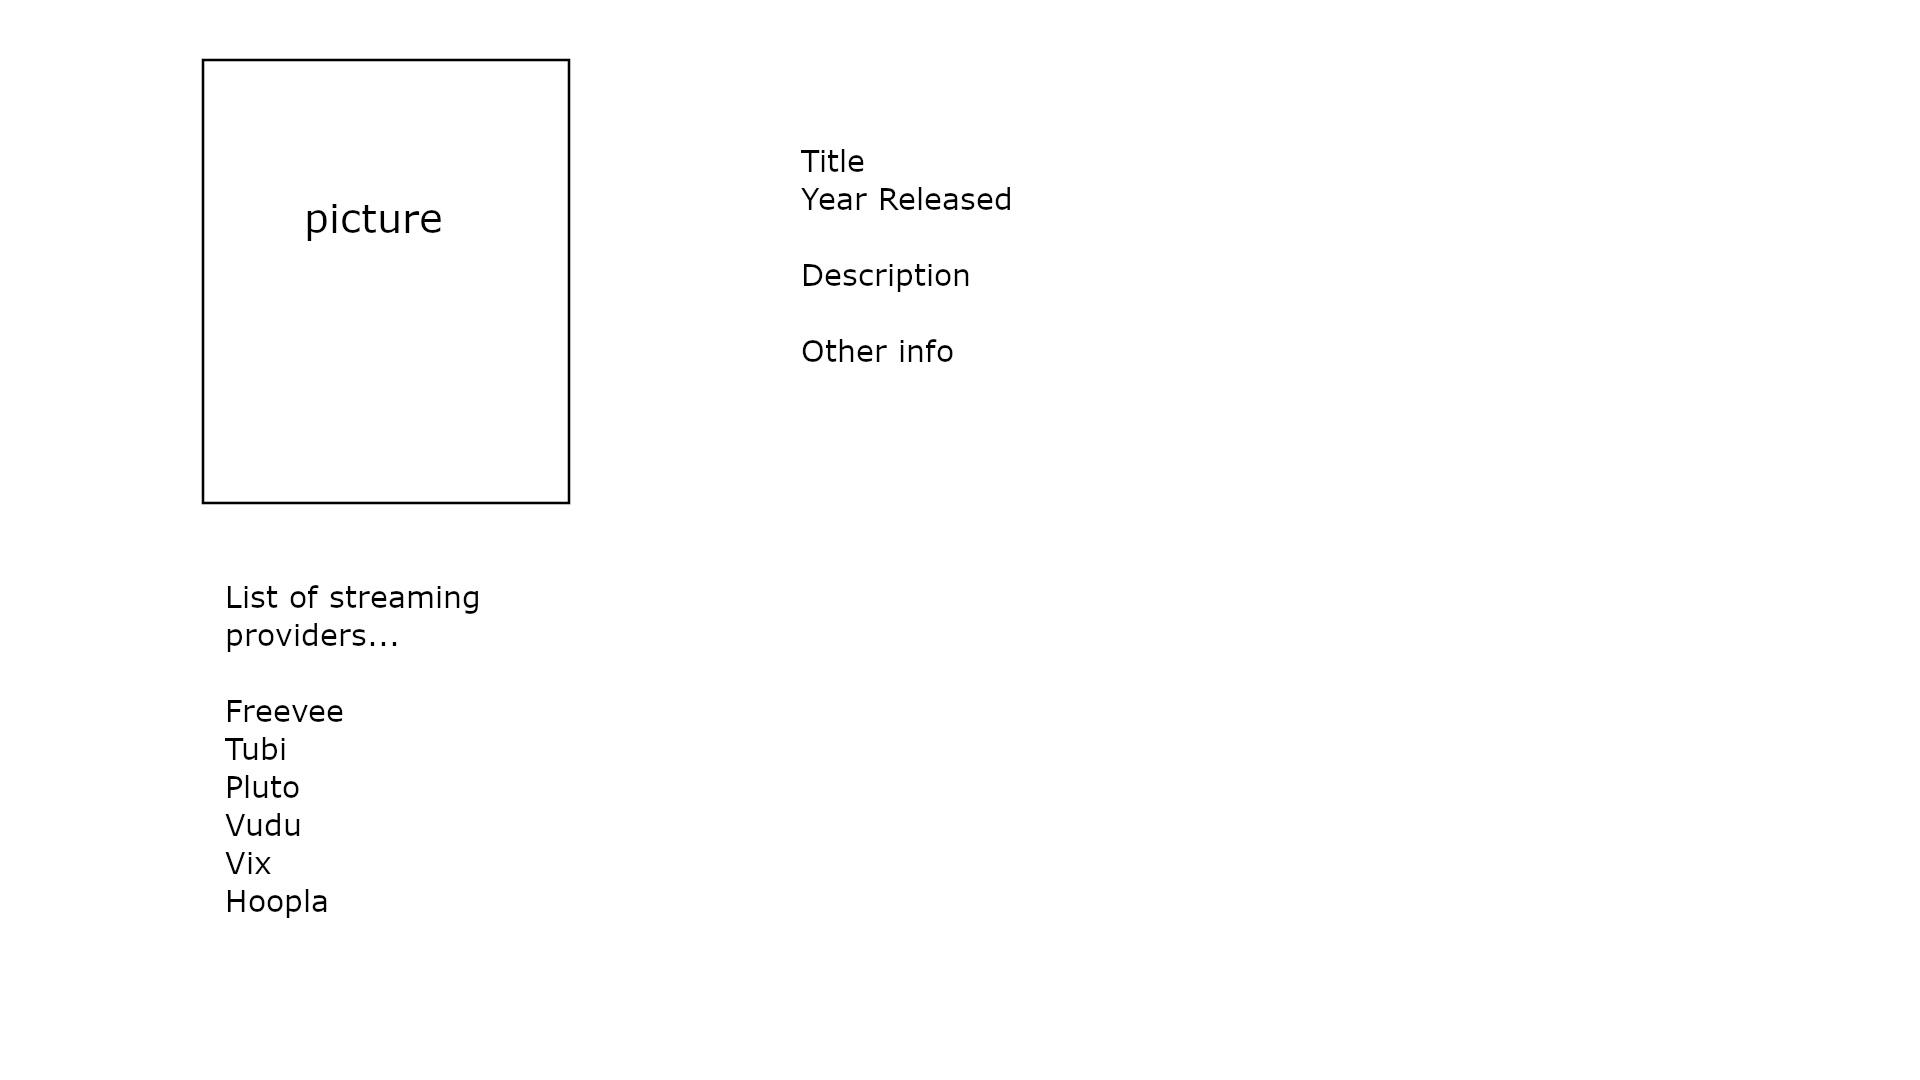 picture
Title
Year Released
Description
Other info
List of streaming
providers...
Freevee
Tubi
Pluto
Vudu
Vix
Hoopla